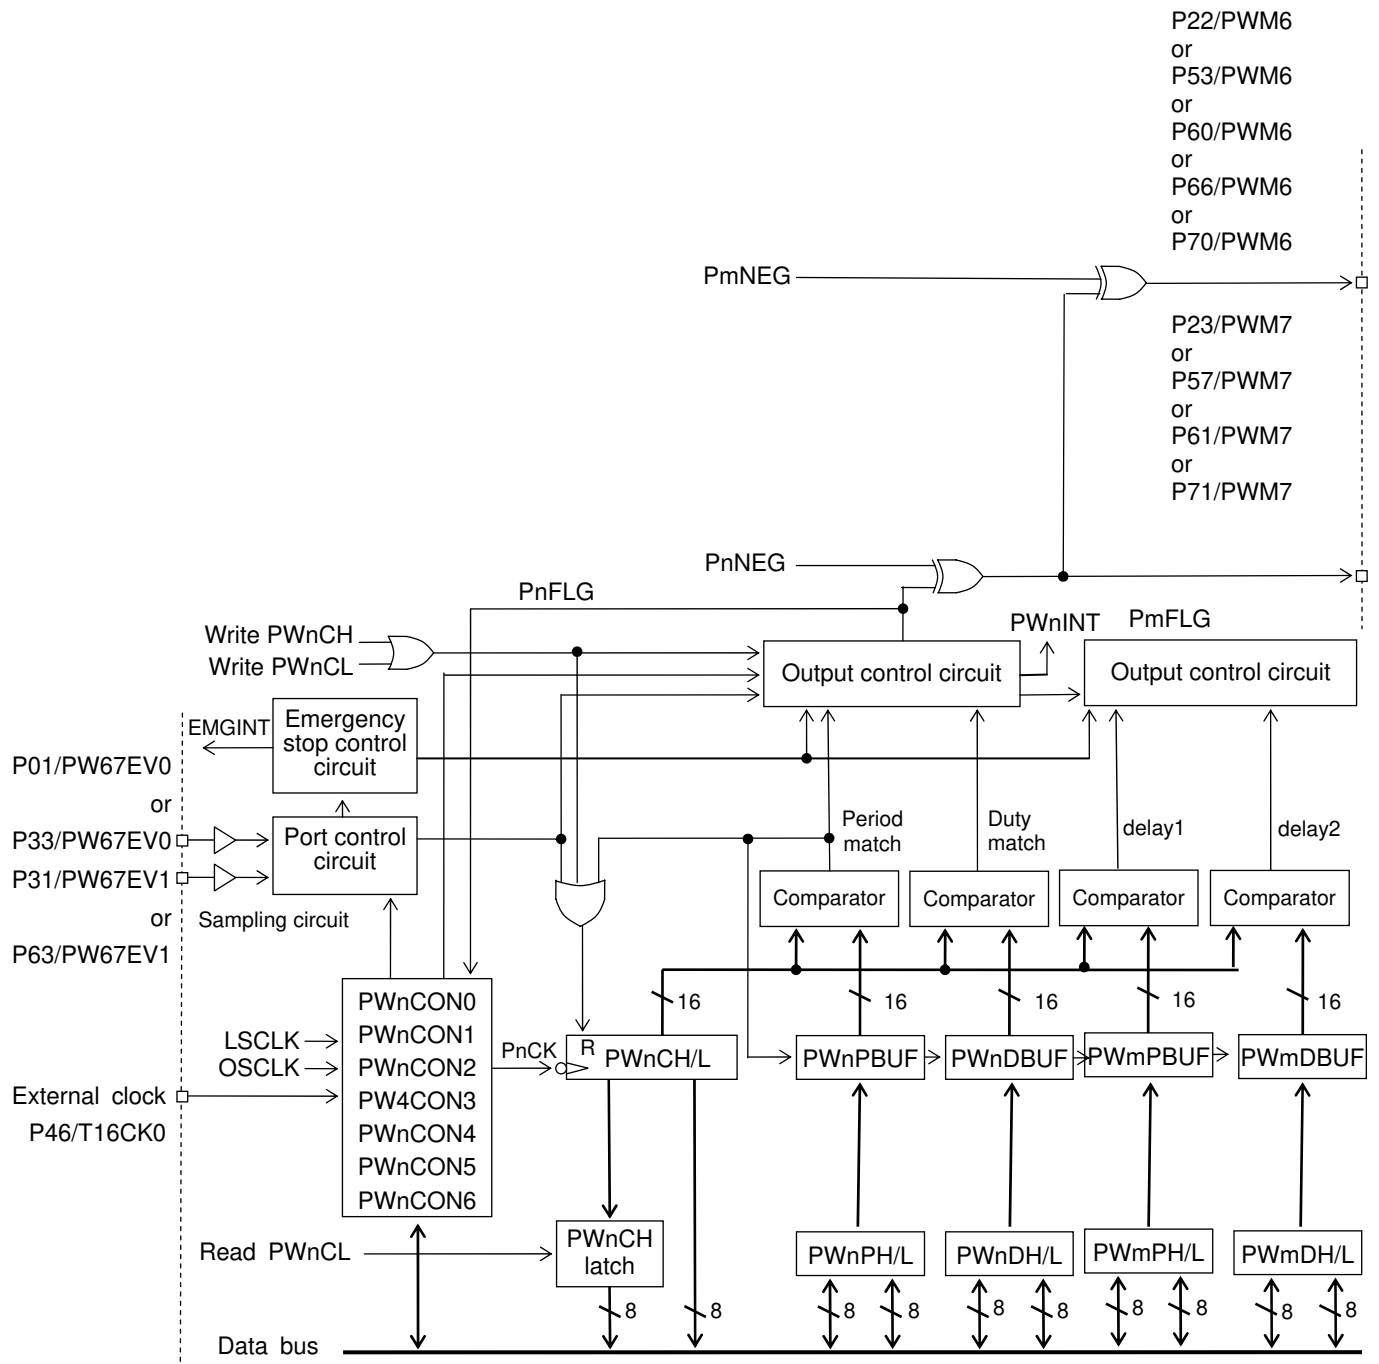 P22/PWM6
or
P53/PWM6
or
P60/PWM6
or
P66/PWM6
or
P70/PWM6
PmNEG
P23/PWM7
or
P57/PWM7
or
P61/PWM7
or
P71/PWM7
PnNEG
PnFLG
PWnINT
PmFLG
Write PWnCH
Write PWnCL
Output control circuit
Output control circuit
EMGINT
Emergency
stop control
circuit
P01/PW67EV0
or
P33/PW67EV0
P31/PW67EV1
or
P63/PW67EV1
Port control
circuit
Sampling circuit
Period
match
Duty
match
delay1
delay2
Comparator
Comparator
Comparator
Comparator
16
16
16
16
16
PWnCON0
PWnCON1
PWnCON2
PW4CON3
PWnCON4
PWnCON5
PWnCON6
LSCLK
OSCLK
External clock
P46/T16CK0
PnCK
R
PWnCH/L
PWnPBUF
PWnDBUF
PWmPBUF
PWmDBUF
Read PWnCL
PWnCH
latch
PWnPH/L
PWnDH/L
PWmPH/L
PWmDH/L
8
8
8
8
8
8
8
8
8
8
Data bus